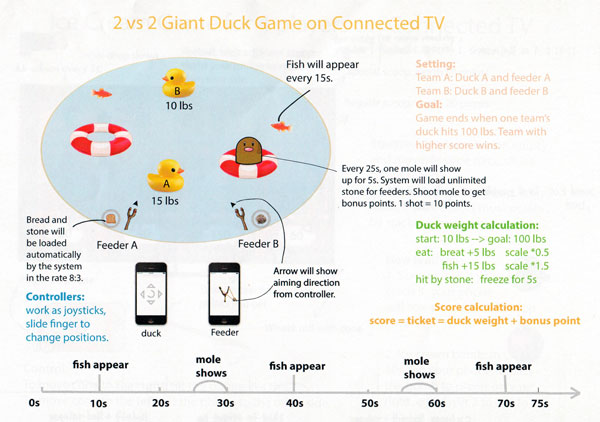 2 vs 2 Giant Duck Game on Connected TV
Fish will appear
every 15s.
Setting:
Team A: Duck A and feeder A
Team B: Duck B and feeder B
Goal:
Game ends when one team's
duck hits 100 lbs. Team with
higher score wins.
B
10 lbs
A
15 lbs
Every 25s, one mole will show
up for 5s. System will load unlimited
stone for feeders. Shoot mole to get
bonus points. 1 shot = 10 points.
Bread and
stone will
be loaded
automatically
by the system
in the rate 8:3.
Feeder A
Feeder B
Arrow will show
aiming direction
from controller.
Duck weight calculation:
start: 10 lbs --> goal: 100 lbs
eat: breat +5 lbs scale *0.5
fish +15 lbs scale *1.5
hit by stone: freeze for 5s
Controllers:
work as joysticks,
slide finger to
change positions.
duck
Feeder
Score calculation:
score = ticket = duck weight + bonus point
fish appear
mole
shows
fish appear
mole
shows
fish appear
0s 10s 20s 30s 40s 50s 60s 70s 75s